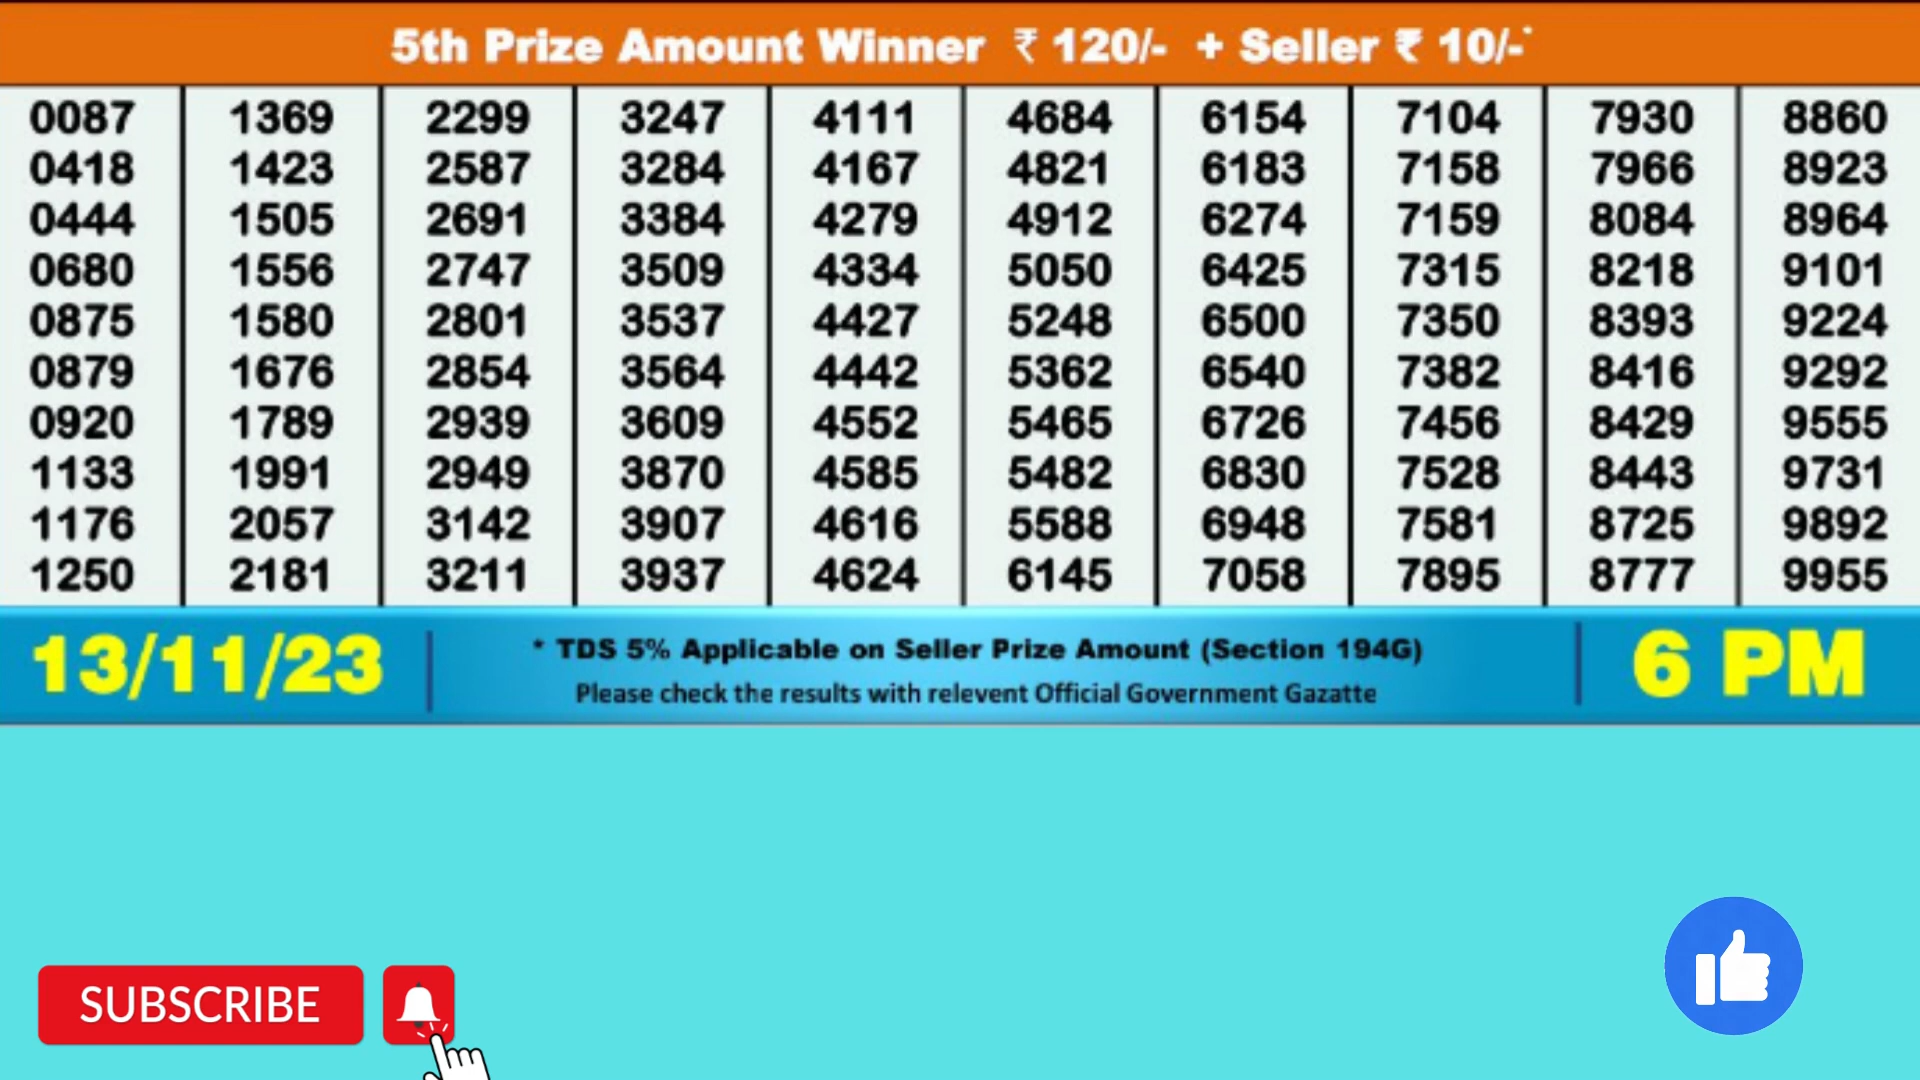 5th Prize Amount Winner ₹ 120/- + Seller ₹ 10/-*
0087 1369 2299 3247 4111 4684 6154 7104 7930 8860
0418 1423 2587 3284 4167 4821 6183 7158 7966 8923
0444 1505 2691 3384 4279 4912 6274 7159 8084 8964
0680 1556 2747 3509 4334 5050 6425 7315 8218 9101
0875 1580 2801 3537 4427 5248 6500 7350 8393 9224
0879 1676 2854 3564 4442 5362 6540 7382 8416 9292
0920 1789 2939 3609 4552 5465 6726 7456 8429 9555
1133 1991 2949 3870 4585 5482 6830 7528 8443 9731
1176 2057 3142 3907 4616 5588 6948 7581 8725 9892
1250 2181 3211 3937 4624 6145 7058 7895 8777 9955
13/11/23
* TDS 5% Applicable on Seller Prize Amount (Section 194G)
Please check the results with relevent Official Government Gazatte
6 PM
SUBSCRIBE